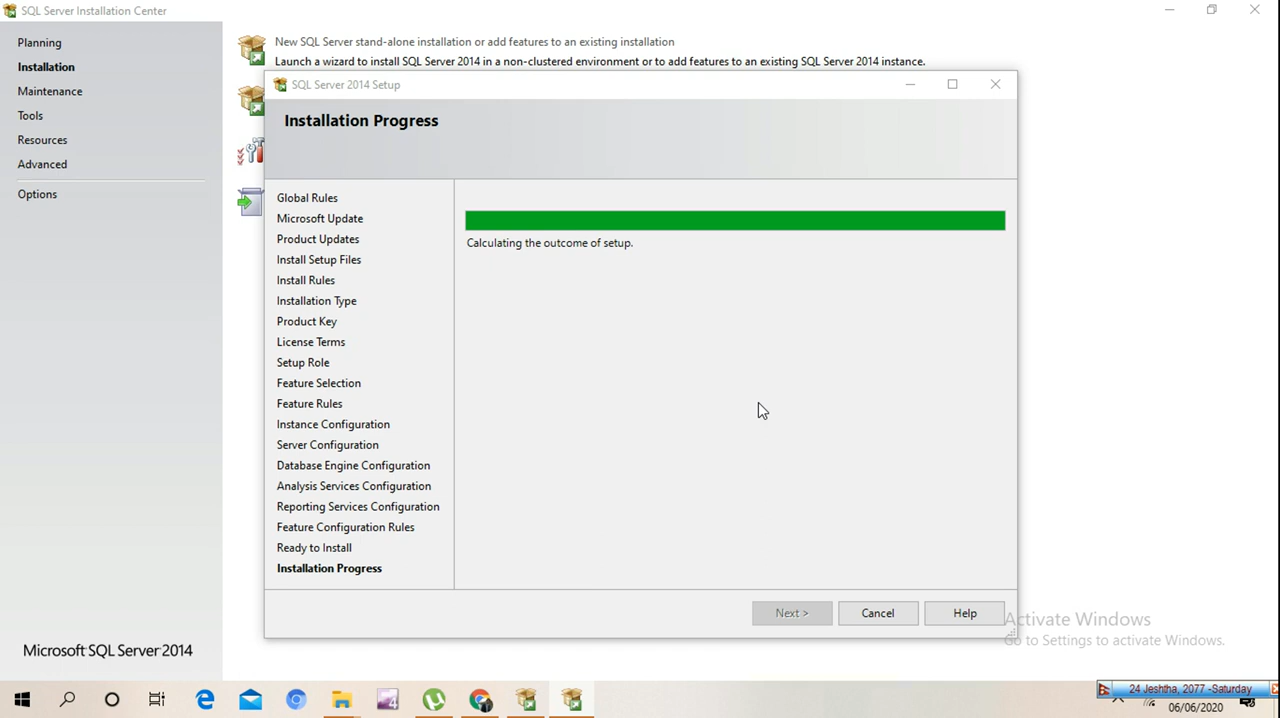 SQL Server Installation Center
Planning
Installation
Maintenance
Tools
Resources
Advanced
Options
Microsoft SQL Server 2014
New SQL Server stand-alone installation or add features to an existing installation
Launch a wizard to install SQL Server 2014 in a non-clustered environment or to add features to an existing SQL Server 2014 instance.
SQL Server 2014 Setup
Installation Progress
Global Rules
Microsoft Update
Product Updates
Install Setup Files
Install Rules
Installation Type
Product Key
License Terms
Setup Role
Feature Selection
Feature Rules
Instance Configuration
Server Configuration
Database Engine Configuration
Analysis Services Configuration
Reporting Services Configuration
Feature Configuration Rules
Ready to Install
Installation Progress
Calculating the outcome of setup.
Next >
Cancel
Help
Activate Windows
Go to Settings to activate Windows.
24 Jeshtha, 2077 -Saturday
06/06/2020